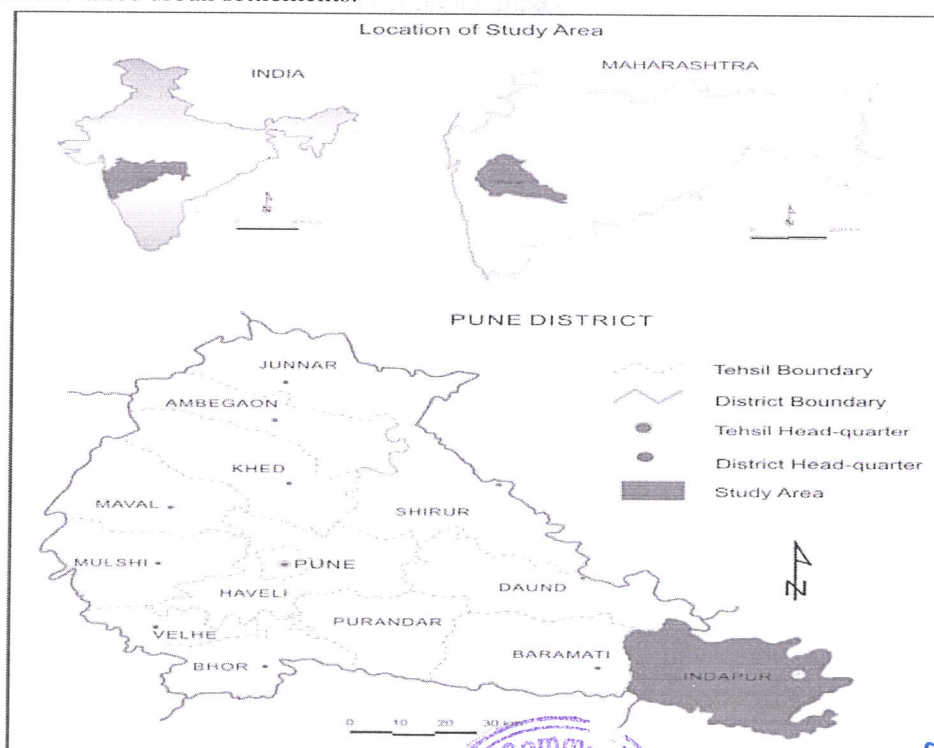 Location of Study Area
INDIA
MAHARASHTRA
PUNE DISTRICT
JUNNAR
AMBEGAON
KHED
MAVAL
SHIRUR
MULSHI
PUNE
HAVELI
DAUND
PURANDAR
VELHE
BHOR
BARAMATI
INDAPUR
Tehsil Boundary
District Boundary
Tehsil Head-quarter
District Head-quarter
Study Area
N
0 10 20 30 km